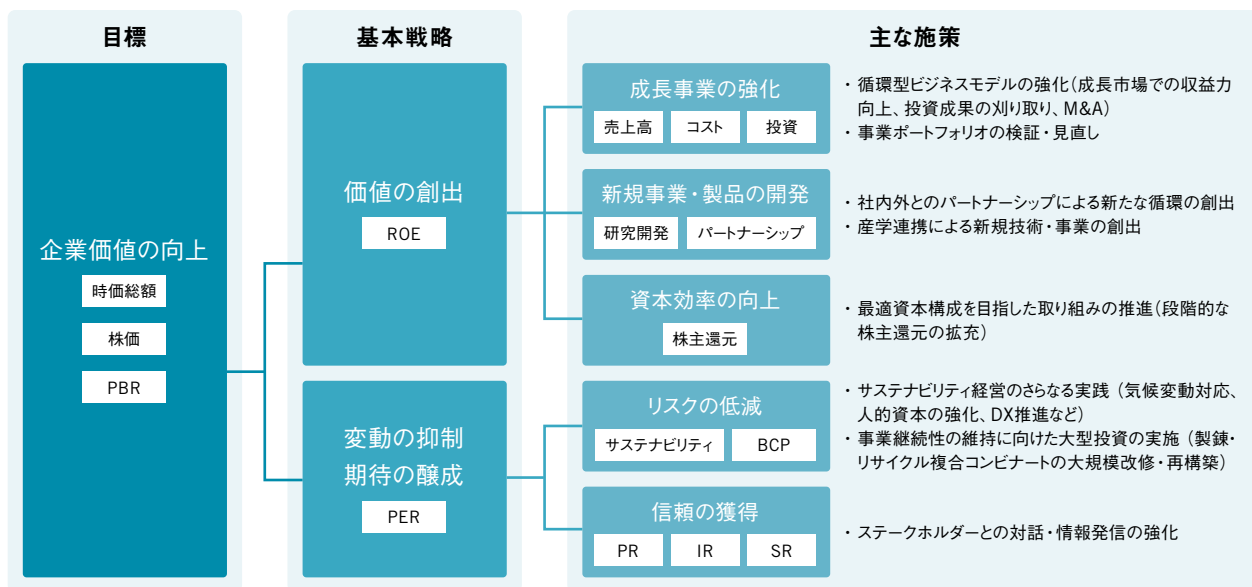 目標
基本戦略
主な施策
企業価値の向上
時価総額
株価
PBR
価値の創出
ROE
変動の抑制
期待の醸成
PER
成長事業の強化
売上高
コスト
投資
・循環型ビジネスモデルの強化（成長市場での収益力
向上、投資成果の刈り取り、M&A）
・事業ポートフォリオの検証・見直し
新規事業・製品の開発
研究開発
パートナーシップ
・社内外とのパートナーシップによる新たな循環の創出
・産学連携による新規技術・事業の創出
資本効率の向上
株主還元
・最適資本構成を目指した取り組みの推進（段階的な
株主還元の拡充）
リスクの低減
サステナビリティ
BCP
・サステナビリティ経営のさらなる実践（気候変動対応、
人的資本の強化、DX推進など）
・事業継続性の維持に向けた大型投資の実施（製錬・
リサイクル複合コンビナートの大規模改修・再構築）
信頼の獲得
PR
IR
SR
・ステークホルダーとの対話・情報発信の強化